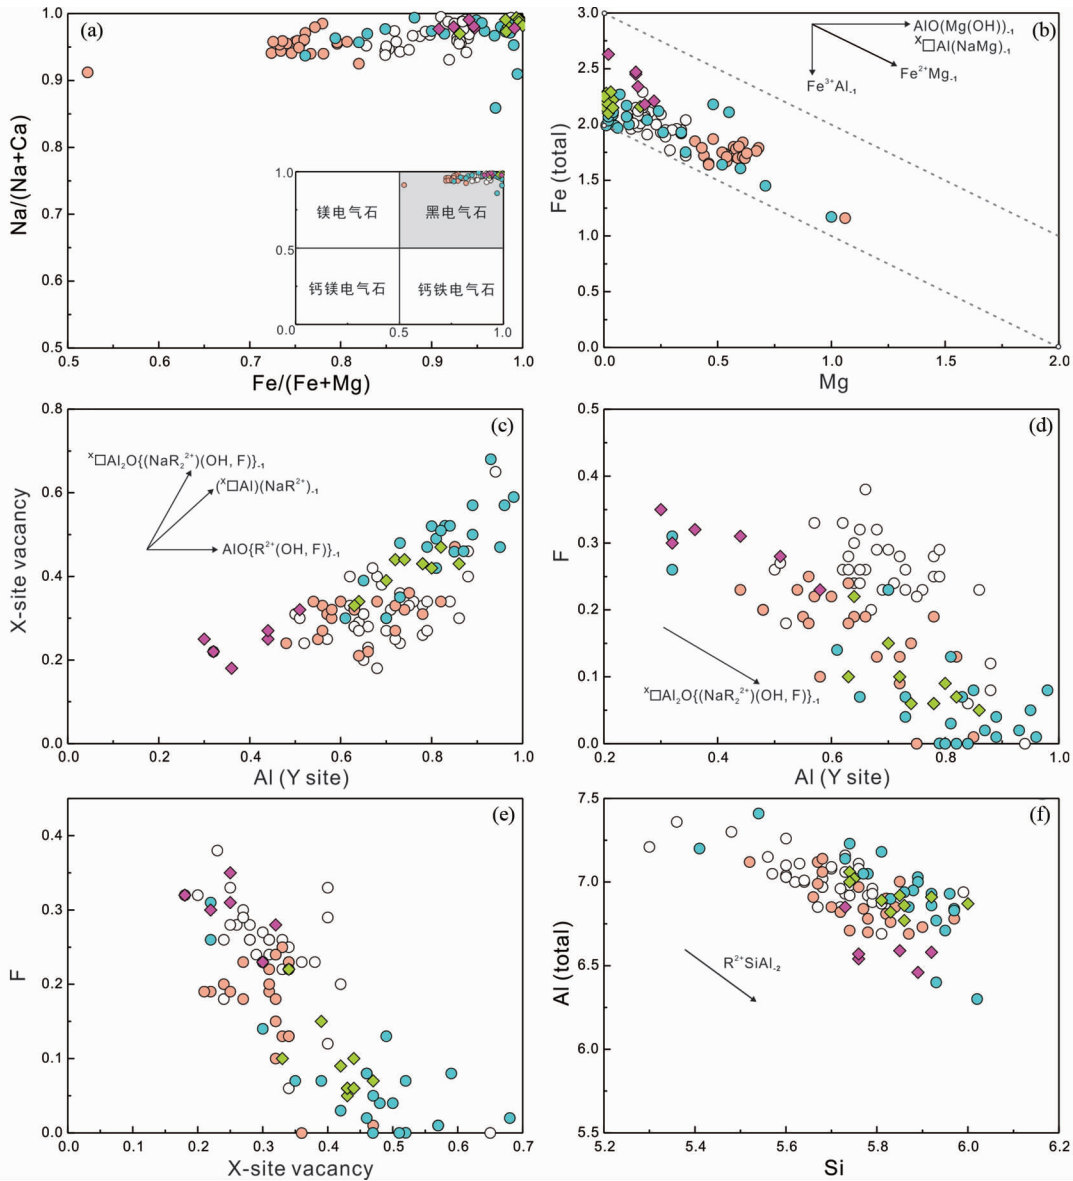 (a)
Na/(Na+Ca)
1.0
0.9
0.8
0.7
0.6
0.5
0.5 0.6 0.7 0.8 0.9 1.0
Fe/(Fe+Mg)
1.0
0.5
0.0
0.5 1.0
镁电气石 黑电气石
钙镁电气石 钙铁电气石
(b)
Fe (total)
3.0
2.5
2.0
1.5
1.0
0.5
0.0
0.0 0.5 1.0 1.5 2.0
Mg
AlO(Mg(OH))₋₁
ˣ□Al(NaMg)₋₁
Fe²⁺Mg₋₁
Fe³⁺Al₋₁
(c)
X-site vacancy
0.8
0.6
0.4
0.2
0.0
0.0 0.2 0.4 0.6 0.8 1.0
Al (Y site)
ˣ□Al₂O{(NaR₂²⁺)(OH, F)}₋₁
(ˣ□Al)(NaR²⁺)₋₁
AlO{R²⁺(OH, F)}₋₁
(d)
F
0.5
0.4
0.3
0.2
0.1
0.0
0.2 0.4 0.6 0.8 1.0
Al (Y site)
ˣ□Al₂O{(NaR₂²⁺)(OH, F)}₋₁
(e)
F
0.4
0.3
0.2
0.1
0.0
0.0 0.1 0.2 0.3 0.4 0.5 0.6 0.7
X-site vacancy
(f)
Al (total)
7.5
7.0
6.5
6.0
5.5
5.2 5.4 5.6 5.8 6.0 6.2
Si
R²⁺SiAl₋₂